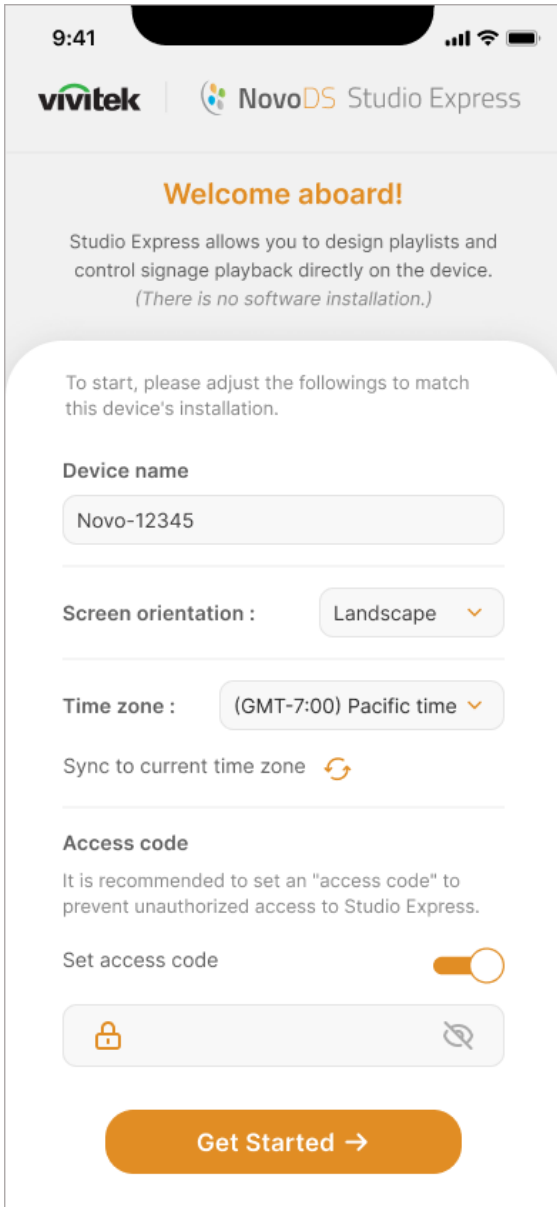 9:41
vivitek
NovoDS Studio Express
Welcome aboard!
Studio Express allows you to design playlists and
control signage playback directly on the device.
(There is no software installation.)
To start, please adjust the followings to match
this device's installation.
Device name
Novo-12345
Screen orientation :
Landscape
Time zone :
(GMT-7:00) Pacific time
Sync to current time zone
Access code
It is recommended to set an "access code" to
prevent unauthorized access to Studio Express.
Set access code
Get Started →